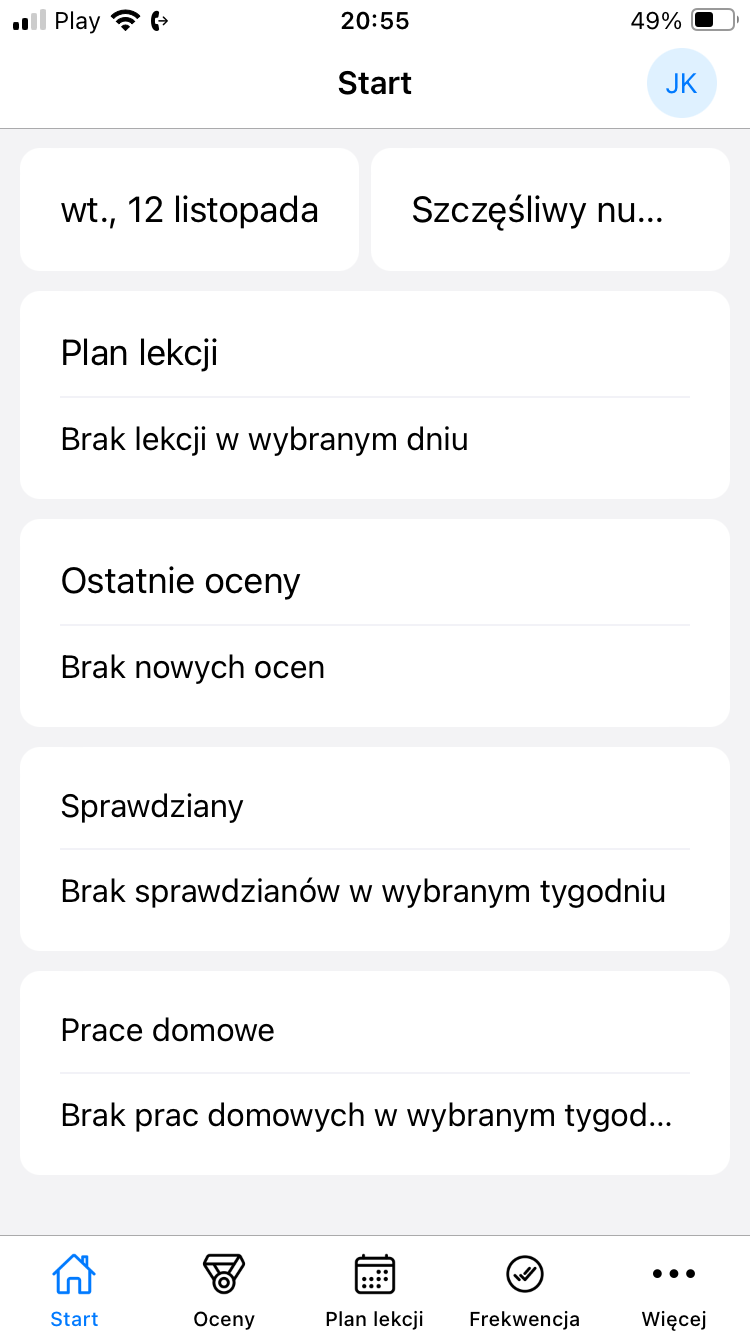 Play 20:55 49%
Start JK
wt., 12 listopada
Szczęśliwy nu...
Plan lekcji
Brak lekcji w wybranym dniu
Ostatnie oceny
Brak nowych ocen
Sprawdziany
Brak sprawdzianów w wybranym tygodniu
Prace domowe
Brak prac domowych w wybranym tygod...
Start Oceny Plan lekcji Frekwencja Więcej